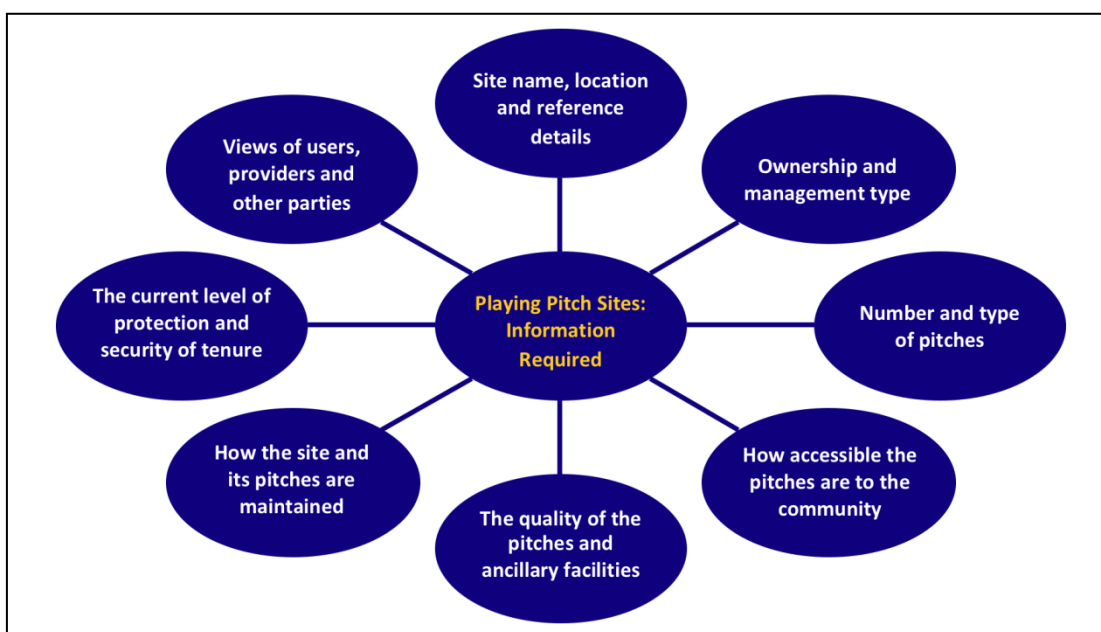 Site name, location
and reference
details
Views of users,
providers and
other parties
Ownership and
management type
The current level of
protection and
security of tenure
Playing Pitch Sites:
Information
Required
Number and type
of pitches
How the site and
its pitches are
maintained
How accessible the
pitches are to the
community
The quality of the
pitches and
ancillary facilities